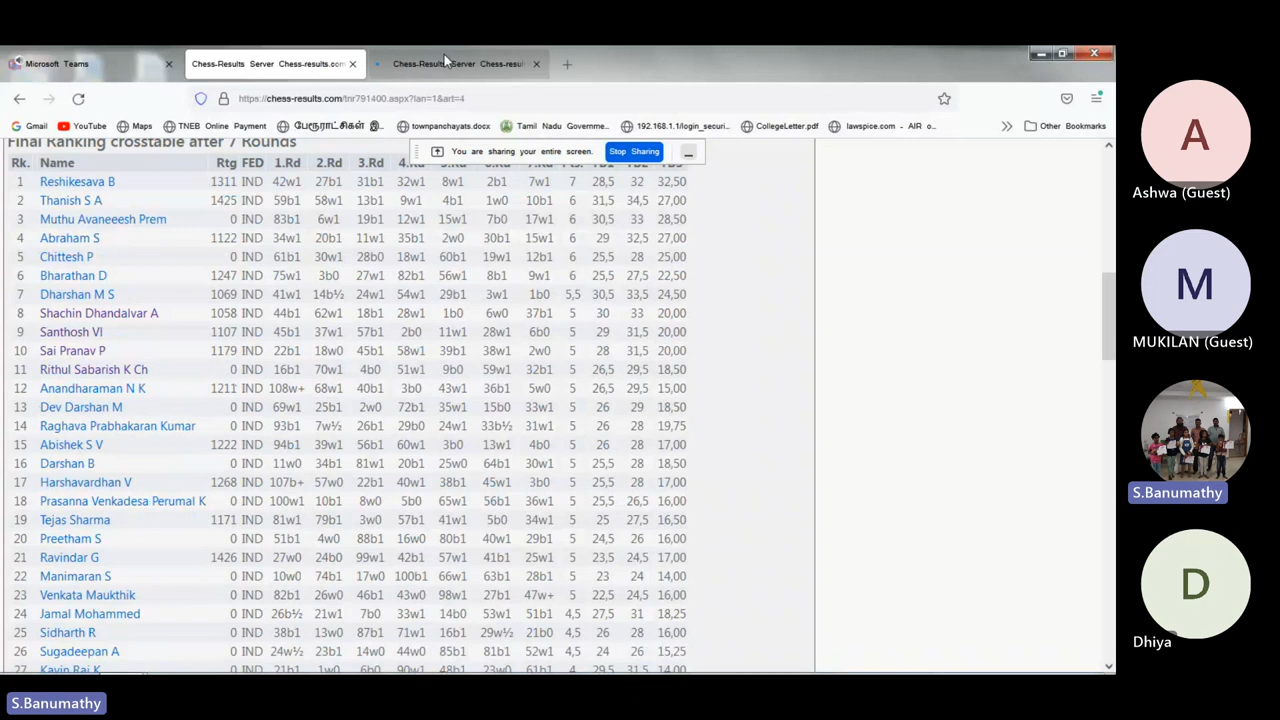 Microsoft Teams
Chess-Results Server Chess-results.com
Chess-Results Server Chess-resul
https://chess-results.com/tnr791400.aspx?lan=1&art=4
Gmail YouTube Maps TNEB Online Payment townpanchayats.docx Tamil Nadu Governme... 192.168.1.1/login_securi... CollegeLetter.pdf lawspice.com - AIR o... Other Bookmarks
Final Ranking crosstable after 7 Rounds
You are sharing your entire screen. Stop Sharing
Rk. Name Rtg FED 1.Rd 2.Rd 3.Rd
1 Reshikesava B 1311 IND 42w1 27b1 31b1 32w1 8w1 2b1 7w1 7 28,5 32 32,50
2 Thanish S A 1425 IND 59b1 58w1 13b1 9w1 4b1 1w0 10b1 6 31,5 34,5 27,00
3 Muthu Avaneeesh Prem 0 IND 83b1 6w1 19b1 12w1 15w1 7b0 17w1 6 30,5 33 28,50
4 Abraham S 1122 IND 34w1 20b1 11w1 35b1 2w0 30b1 15w1 6 29 32,5 27,00
5 Chittesh P 0 IND 61b1 30w1 28b0 18w1 60b1 19w1 12b1 6 25,5 28 25,00
6 Bharathan D 1247 IND 75w1 3b0 27w1 82b1 56w1 8b1 9w1 6 25,5 27,5 22,50
7 Dharshan M S 1069 IND 41w1 14b½ 24w1 54w1 29b1 3w1 1b0 5,5 30,5 33,5 24,50
8 Shachin Dhandalvar A 1058 IND 44b1 62w1 18b1 28w1 1b0 6w0 37b1 5 30 33 20,00
9 Santhosh Vl 1107 IND 45b1 37w1 57b1 2b0 11w1 28w1 6b0 5 29 31,5 20,00
10 Sai Pranav P 1179 IND 22b1 18w0 45b1 58w1 39b1 38w1 2w0 5 28 31,5 20,00
11 Rithul Sabarish K Ch 0 IND 16b1 70w1 4b0 51w1 9b0 59w1 32b1 5 26,5 29,5 18,50
12 Anandharaman N K 1211 IND 108w+ 68w1 40b1 3b0 43w1 36b1 5w0 5 26,5 29,5 15,00
13 Dev Darshan M 0 IND 69w1 25b1 2w0 72b1 35w1 15b0 33w1 5 26 29 18,50
14 Raghava Prabhakaran Kumar 0 IND 93b1 7w½ 26b1 29b0 24w1 33b½ 31w1 5 26 28 19,75
15 Abishek S V 1222 IND 94b1 39w1 56b1 60w1 3b0 13w1 4b0 5 26 28 17,00
16 Darshan B 0 IND 11w0 34b1 81w1 20b1 25w0 64b1 30w1 5 25,5 28 18,50
17 Harshavardhan V 1268 IND 107b+ 57w0 22b1 40w1 38b1 45w1 3b0 5 25,5 28 17,00
18 Prasanna Venkadesa Perumal K 0 IND 100w1 10b1 8w0 5b0 55w1 56b1 36w1 5 25,5 26,5 16,00
19 Tejas Sharma 1171 IND 81w1 79b1 3w0 57b1 41w1 5b0 34w1 5 25 27,5 16,50
20 Preetham S 0 IND 51b1 4w0 88b1 16w0 80b1 40w1 29b1 5 24,5 26 16,00
21 Ravindar G 1426 IND 27w0 24b0 99w1 42b1 57w1 41b1 25w1 5 23,5 24,5 17,00
22 Manimaran S 0 IND 10w0 74b1 17w0 100b1 66w1 63b1 28b1 5 23 24 14,00
23 Venkata Maukthik 0 IND 82b1 26w0 46b1 43w0 98w1 27b1 47w+ 5 22,5 24,5 16,00
24 Jamal Mohammed 0 IND 26b½ 21w1 7b0 33w1 14b0 53w1 51b1 4,5 27,5 31 18,25
25 Sidharth R 0 IND 38b1 13w0 87b1 71w1 16b1 29w½ 21b0 4,5 26 28 16,00
26 Sugadeepan A 0 IND 24w½ 23b1 14w0 44w0 85b1 81b1 52w1 4,5 24 26 15,25
27 Kavin Raj K
A
Ashwa (Guest)
M
MUKILAN (Guest)
S.Banumathy
D
Dhiya
S.Banumathy